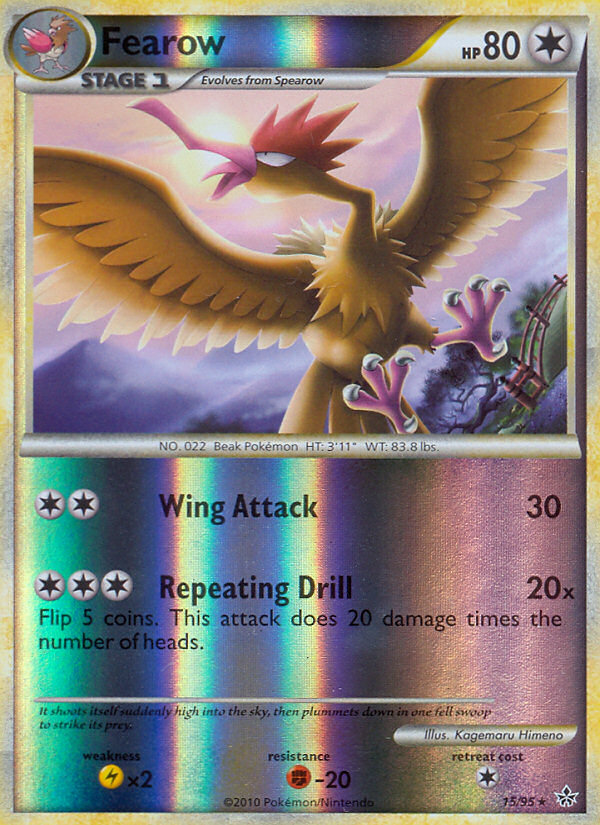 Fearow HP 80
STAGE 1 Evolves from Spearow
NO. 022 Beak Pokémon HT: 3'11" WT: 83.8 lbs.
Wing Attack 30
Repeating Drill 20x
Flip 5 coins. This attack does 20 damage times the
number of heads.
It shoots itself suddenly high into the sky, then plummets down in one fell swoop
to strike its prey.
Illus. Kagemaru Himeno
weakness resistance retreat cost
×2 -20
©2010 Pokémon/Nintendo 15/95 ★